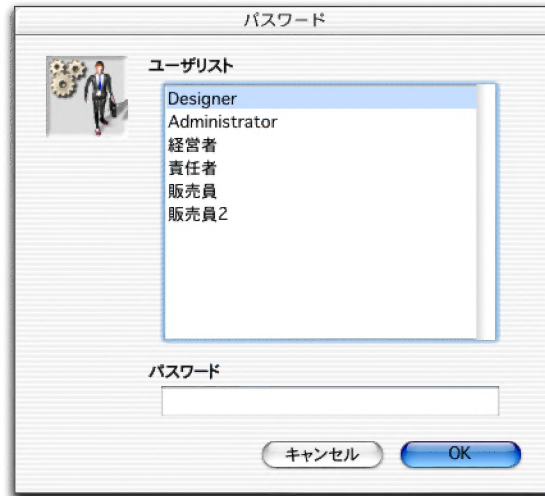 パスワード
ユーザリスト
Designer
Administrator
経営者
責任者
販売員
販売員2
パスワード
キャンセル
OK